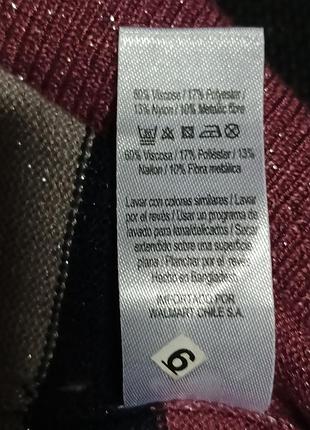 60% Viscose / 17% Polyester /
13% Nylon / 10% Metallic fibre
60% Viscosa / 17% Poliéster / 13%
Nailon / 10% Fibra metálica
Lavar con colores similares / Lavar
por el revés / Usar un programa de
lavado para lana/delicados / Secar
extendido sobre una superficie
plana / Planchar por el revés
Hecho en Bangladesh
IMPORTADO POR
WALMART CHILE S.A.
6